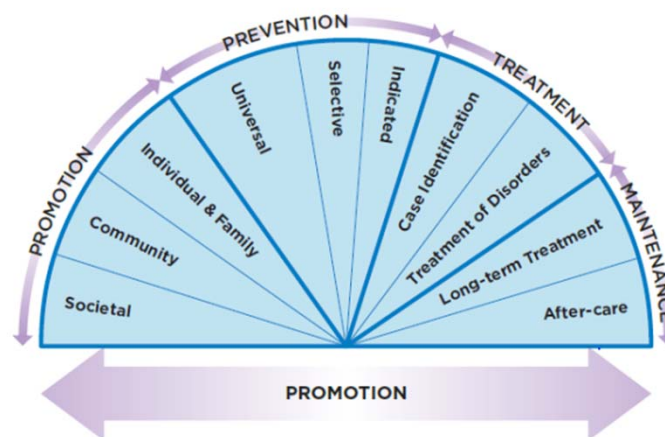 PROMOTION
PREVENTION
TREATMENT
MAINTENANCE
Societal
Community
Individual & Family
Universal
Selective
Indicated
Case Identification
Treatment of Disorders
Long-term Treatment
After-care
PROMOTION